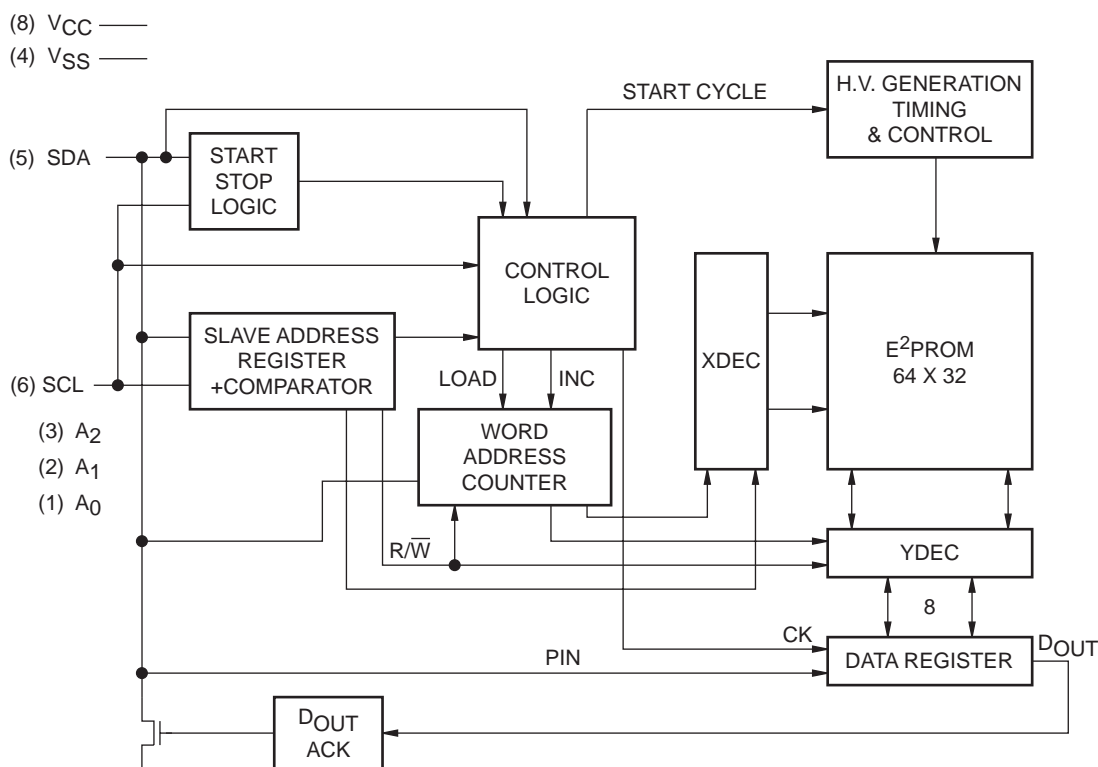 (8) VCC
(4) VSS
H.V. GENERATION
TIMING
& CONTROL
START CYCLE
(5) SDA
START
STOP
LOGIC
CONTROL
LOGIC
SLAVE ADDRESS
REGISTER
+COMPARATOR
XDEC
E²PROM
64 X 32
LOAD
INC
(6) SCL
(3) A2
(2) A1
(1) A0
WORD
ADDRESS
COUNTER
R/W̅
YDEC
8
CK
DATA REGISTER
DOUT
PIN
DOUT
ACK